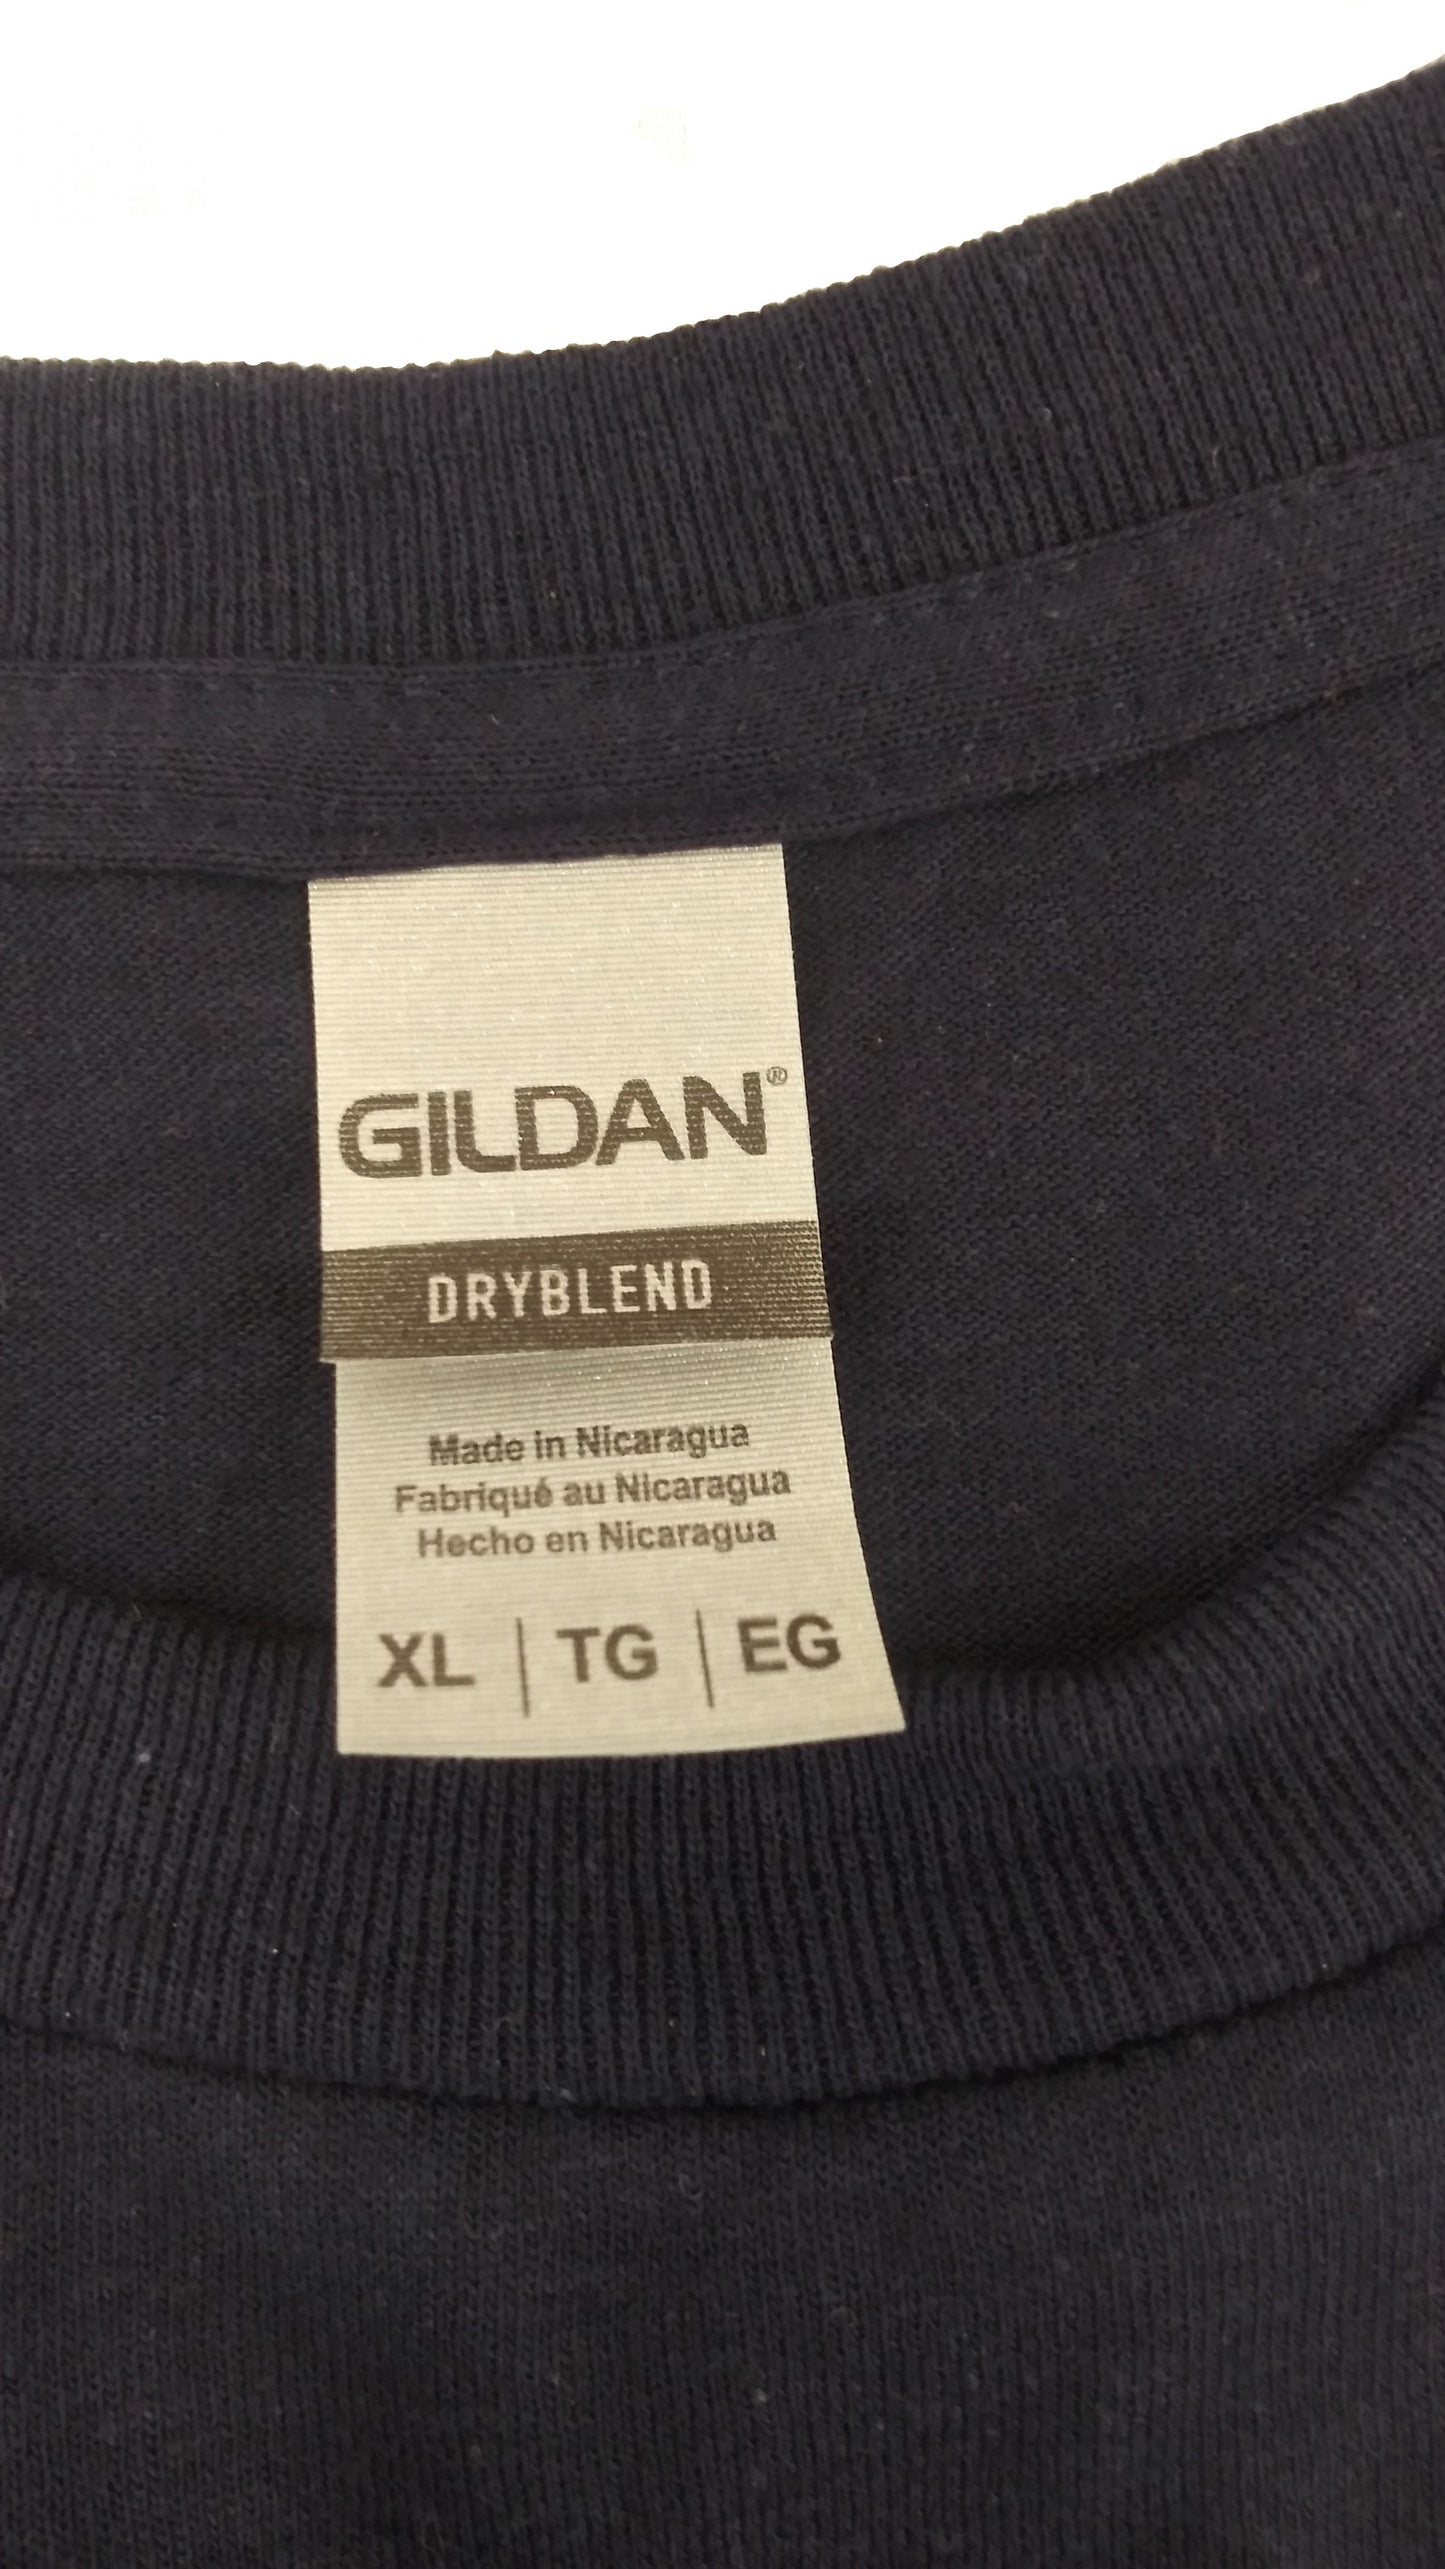 GILDAN®
DRYBLEND
Made in Nicaragua
Fabriqué au Nicaragua
Hecho en Nicaragua
XL | TG | EG